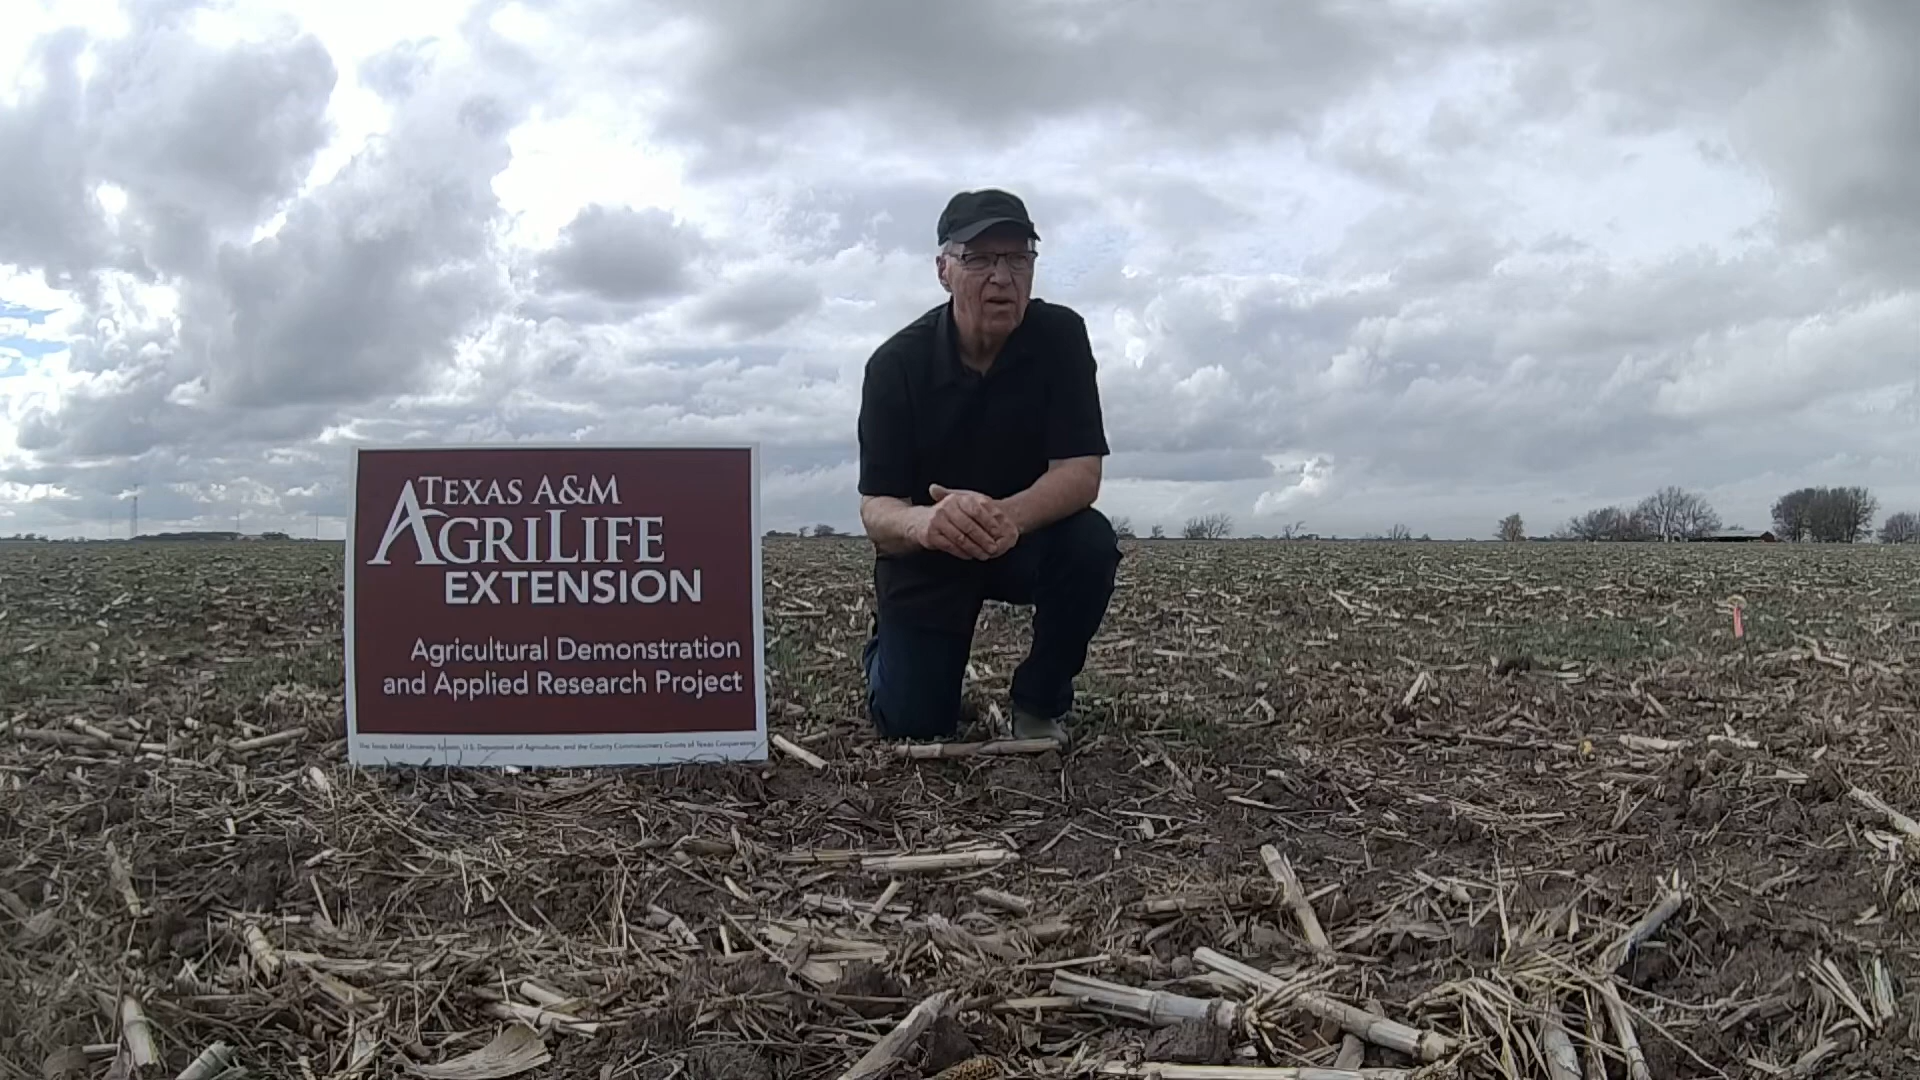 TEXAS A&M
AGRILIFE
EXTENSION
Agricultural Demonstration
and Applied Research Project
The Texas A&M University System, U.S. Department of Agriculture, and the County Commissioners Courts of Texas Cooperating